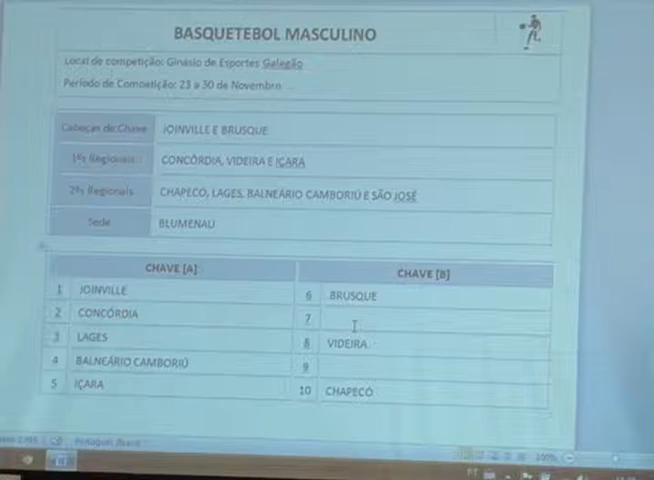 BASQUETEBOL MASCULINO
Local de competição: Ginásio de Esportes Galegão
Período de Competição: 23 a 30 de Novembro
Cabeças de Chave JOINVILLE E BRUSQUE
1ºs Regionais CONCÓRDIA, VIDEIRA E IÇARA
2ºs Regionais CHAPECÓ, LAGES, BALNEÁRIO CAMBORIÚ E SÃO JOSÉ
Sede BLUMENAU
CHAVE [A] CHAVE [B]
1 JOINVILLE 6 BRUSQUE
2 CONCÓRDIA 7
3 LAGES 8 VIDEIRA
4 BALNEÁRIO CAMBORIÚ 9
5 IÇARA 10 CHAPECÓ
100%
PT